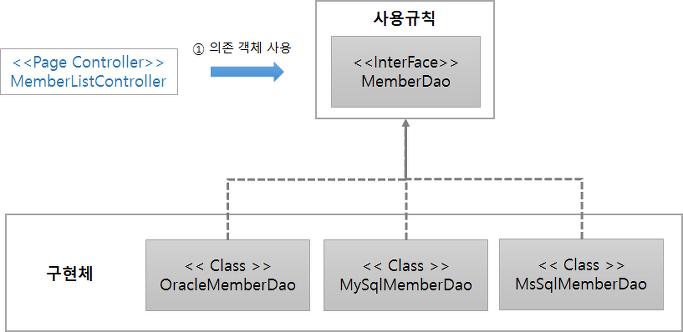 사용규칙
① 의존 객체 사용
<<Page Controller>>
MemberListController
<<InterFace>>
MemberDao
구현체
<< Class >>
OracleMemberDao
<< Class >>
MySqlMemberDao
<< Class >>
MsSqlMemberDao